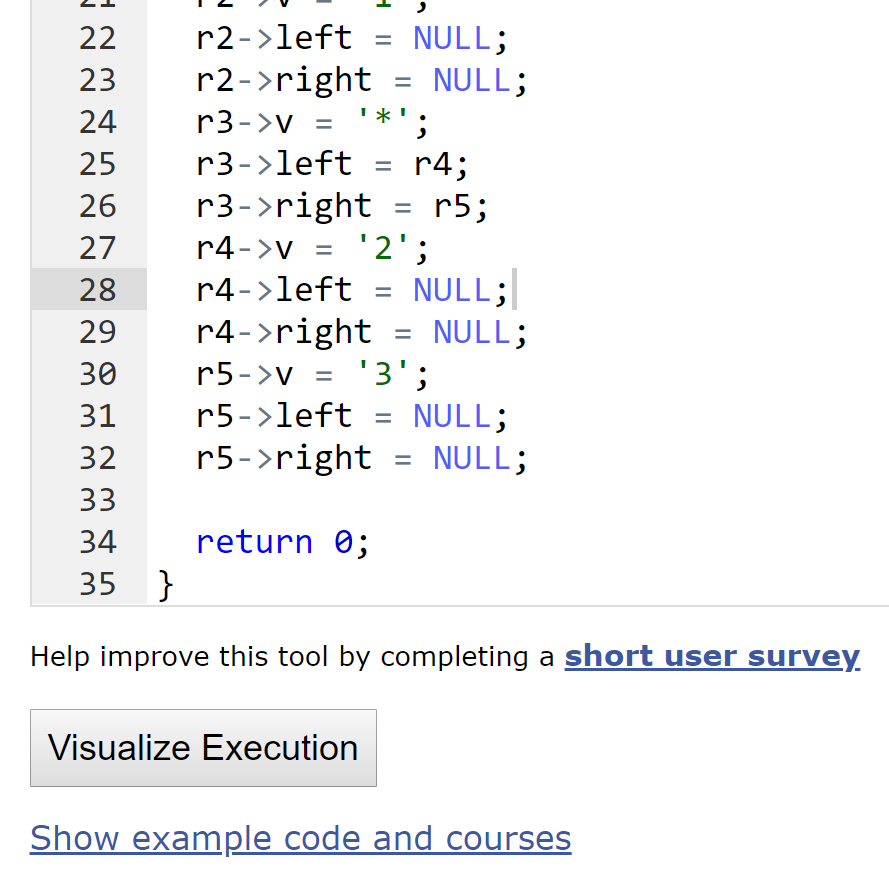 21 r2->v = '1';
22 r2->left = NULL;
23 r2->right = NULL;
24 r3->v = '*';
25 r3->left = r4;
26 r3->right = r5;
27 r4->v = '2';
28 r4->left = NULL;
29 r4->right = NULL;
30 r5->v = '3';
31 r5->left = NULL;
32 r5->right = NULL;
33
34 return 0;
35 }
Help improve this tool by completing a short user survey
Visualize Execution
Show example code and courses